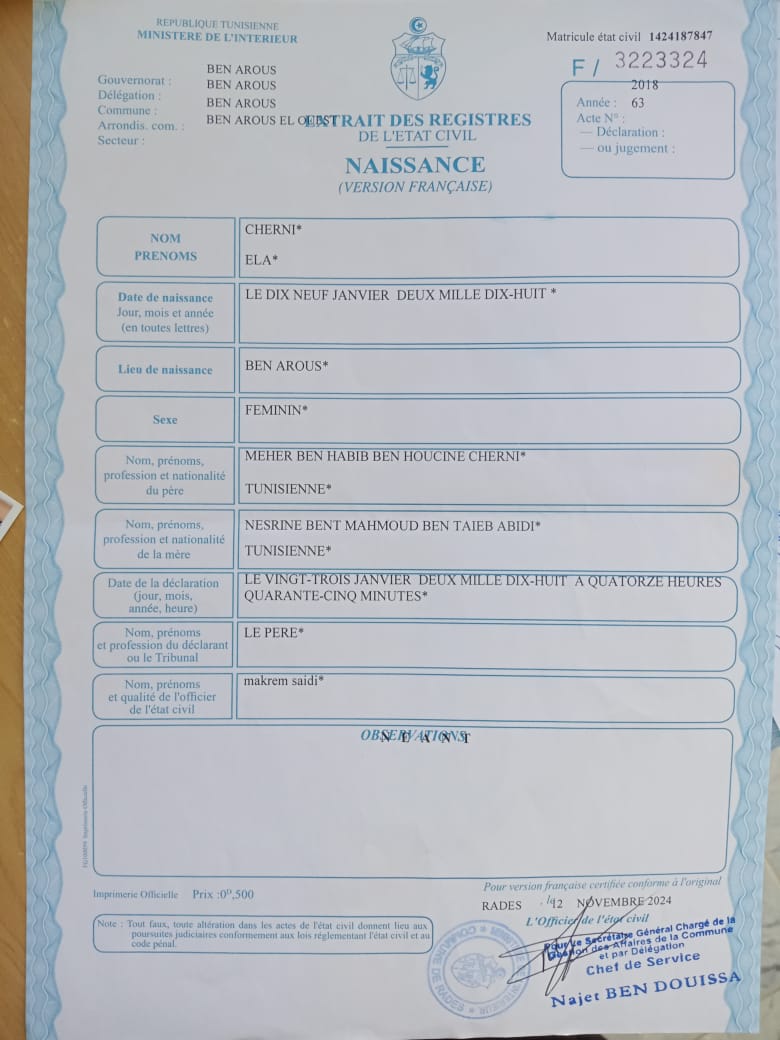 REPUBLIQUE TUNISIENNE
MINISTERE DE L'INTERIEUR
Matricule état civil 1424187847
F / 3223324
Gouvernorat : BEN AROUS
Délégation : BEN AROUS
Commune : BEN AROUS
Arrondis. com. : BEN AROUS EL OUEST
Secteur :
2018
Année : 63
Acte N° :
— Déclaration :
— ou jugement :
EXTRAIT DES REGISTRES
DE L'ETAT CIVIL
NAISSANCE
(VERSION FRANÇAISE)
NOM
PRENOMS
CHERNI*
ELA*
Date de naissance
Jour, mois et année
(en toutes lettres)
LE DIX NEUF JANVIER DEUX MILLE DIX-HUIT *
Lieu de naissance
BEN AROUS*
Sexe
FEMININ*
Nom, prénoms,
profession et nationalité
du père
MEHER BEN HABIB BEN HOUCINE CHERNI*
TUNISIENNE*
Nom, prénoms,
profession et nationalité
de la mère
NESRINE BENT MAHMOUD BEN TAIEB ABIDI*
TUNISIENNE*
Date de la déclaration
(jour, mois,
année, heure)
LE VINGT-TROIS JANVIER DEUX MILLE DIX-HUIT A QUATORZE HEURES
QUARANTE-CINQ MINUTES*
Nom, prénoms
et profession du déclarant
ou le Tribunal
LE PERE*
Nom, prénoms
et qualité de l'officier
de l'état civil
makrem saidi*
OBSERVATIONS
N E A N T
Imprimerie Officielle Prix :0ᴰ,500
Note : Tout faux, toute altération dans les actes de l'état civil donnent lieu aux
poursuites judiciaires conformement aux lois réglementant l'état civil et au
code pénal.
Pour version française certifiée conforme à l'original
RADES le 12 NOVEMBRE 2024
L'Officier de l'état civil
Pour Le Secrétaire Général Chargé de la
Gestion des Affaires de la Commune
et par Délégation
Chef de Service
Najet BEN DOUISSA
COMMUNE DE RADES